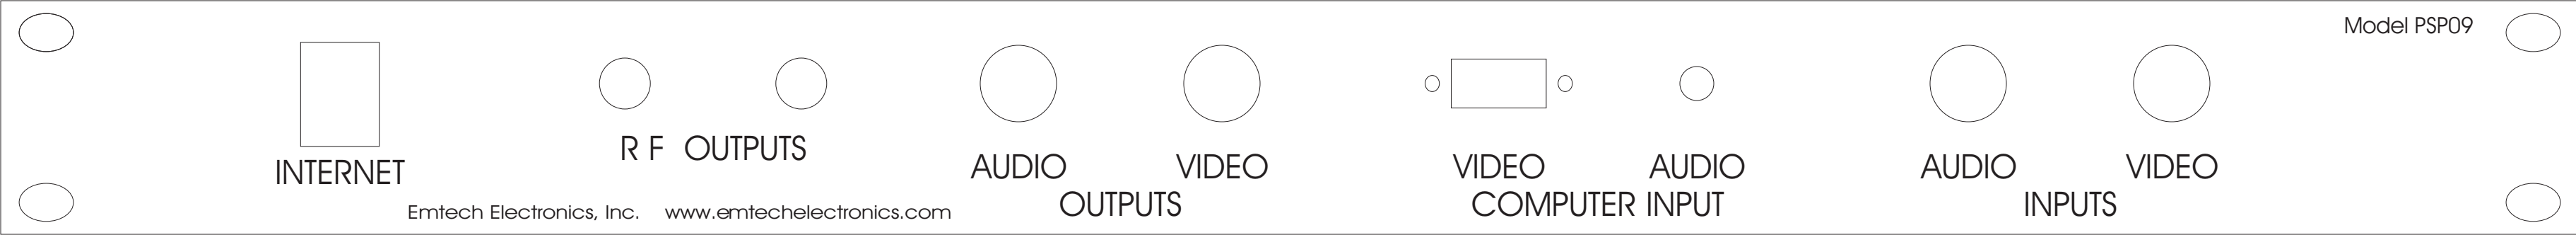 Model PSP09
INTERNET
R F OUTPUTS
AUDIO VIDEO
OUTPUTS
VIDEO AUDIO
COMPUTER INPUT
AUDIO VIDEO
INPUTS
Emtech Electronics, Inc. www.emtechelectronics.com